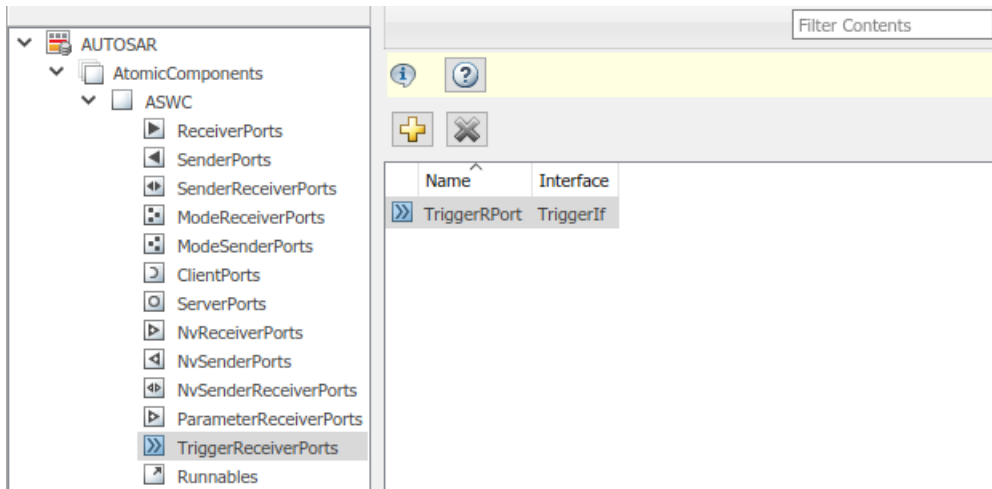 Filter Contents
AUTOSAR
AtomicComponents
ASWC
ReceiverPorts
SenderPorts
SenderReceiverPorts
ModeReceiverPorts
ModeSenderPorts
ClientPorts
ServerPorts
NvReceiverPorts
NvSenderPorts
NvSenderReceiverPorts
ParameterReceiverPorts
TriggerReceiverPorts
Runnables
Name Interface
TriggerRPort TriggerIf